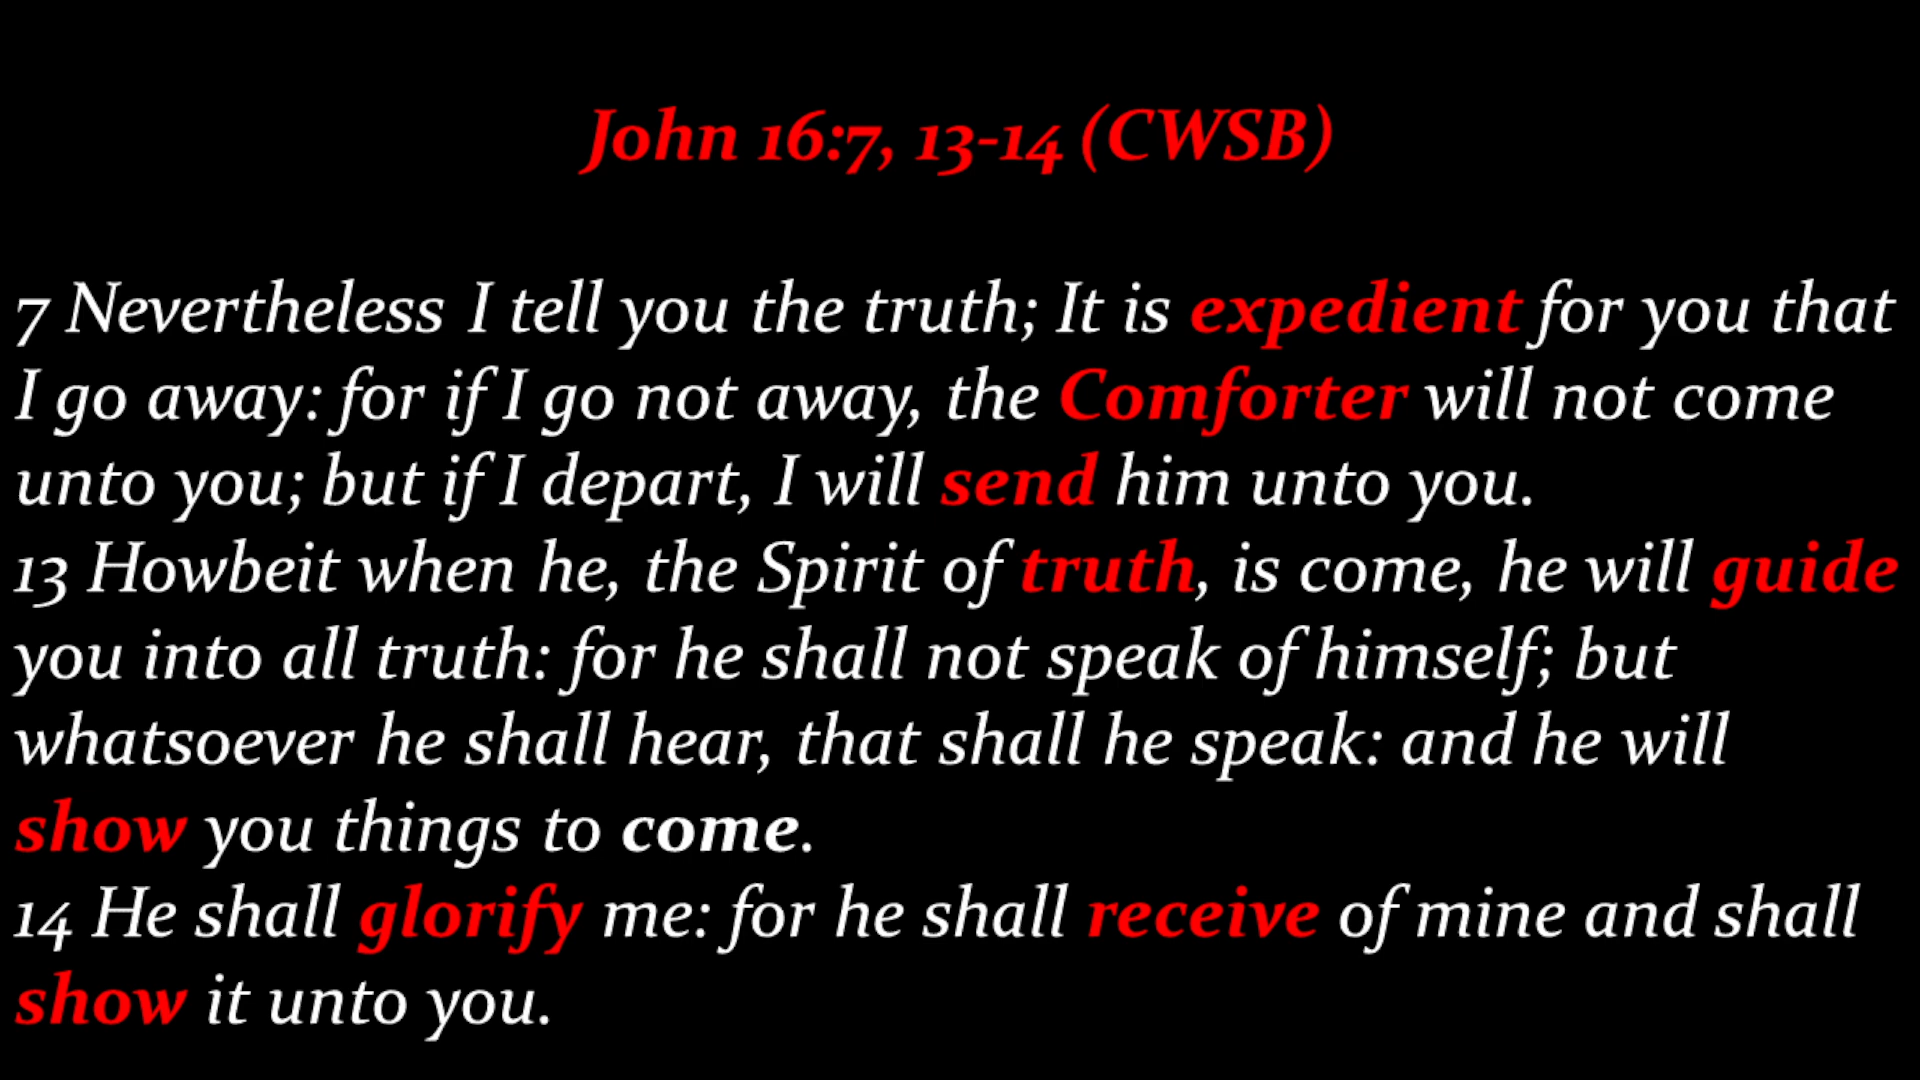 John 16:7, 13-14 (CWSB)
7 Nevertheless I tell you the truth; It is expedient for you that
I go away: for if I go not away, the Comforter will not come
unto you; but if I depart, I will send him unto you.
13 Howbeit when he, the Spirit of truth, is come, he will guide
you into all truth: for he shall not speak of himself; but
whatsoever he shall hear, that shall he speak: and he will
show you things to come.
14 He shall glorify me: for he shall receive of mine and shall
show it unto you.